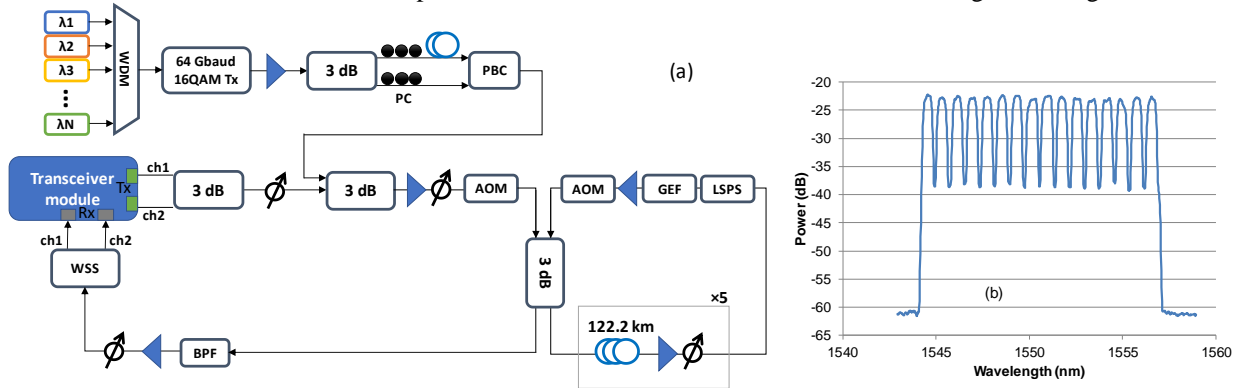 λ1
λ2
λ3
⋮
λN
WDM
64 Gbaud
16QAM Tx
3 dB
PC
PBC
(a)
Transceiver
module
Tx
Rx
ch1
ch2
3 dB
3 dB
AOM
AOM
GEF
LSPS
ch1
ch2
WSS
3 dB
×5
122.2 km
BPF
Power (dB)
-20
-25
-30
-35
-40
-45
-50
-55
-60
-65
(b)
1540
1545
1550
1555
1560
Wavelength (nm)